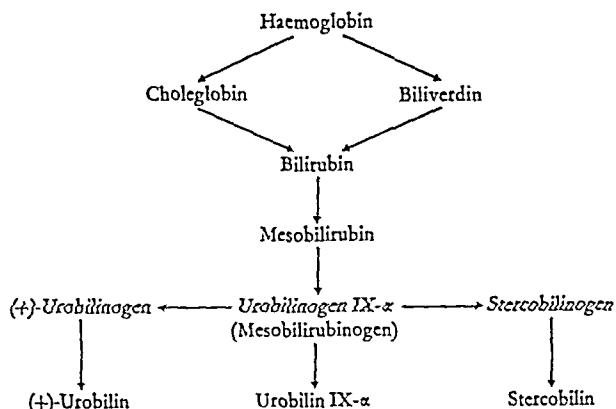 Haemoglobin
Choleglobin Biliverdin
Bilirubin
Mesobilirubin
(+)-Urobilinogen Urobilinogen IX-α Stercobilinogen
(Mesobilirubinogen)
(+)-Urobilin Urobilin IX-α Stercobilin